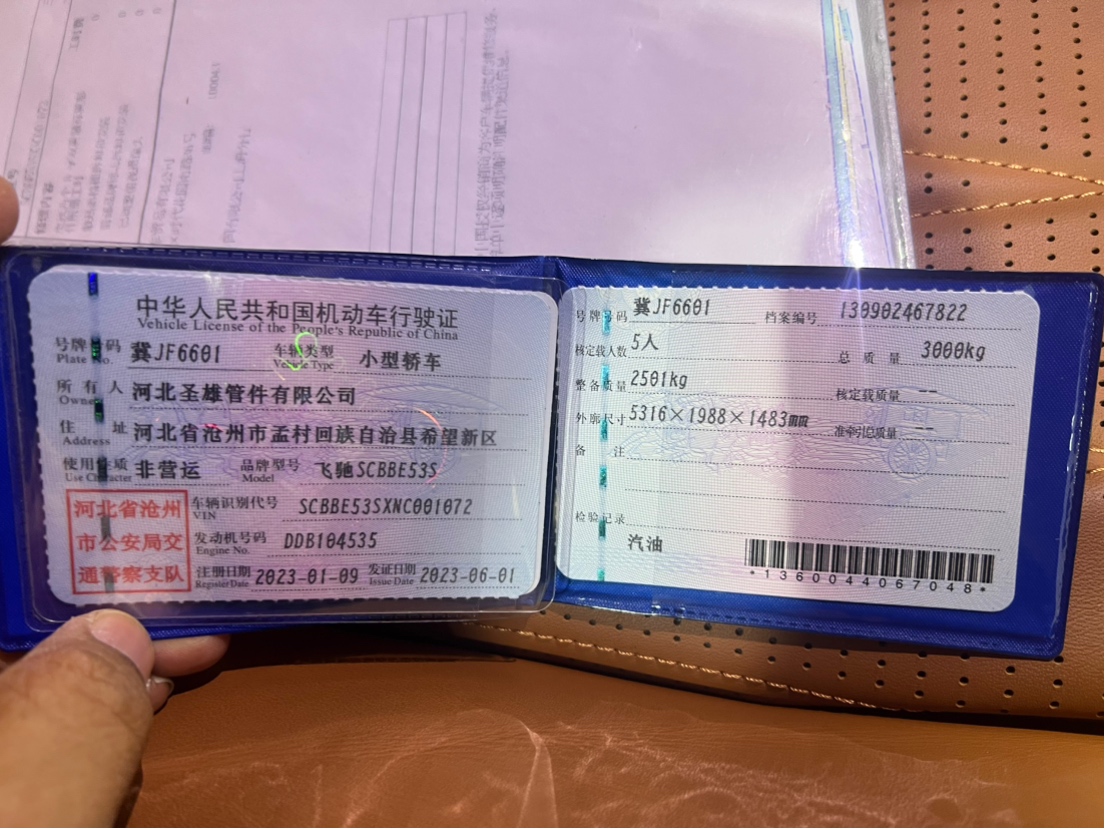 中华人民共和国机动车行驶证
Vehicle License of the People's Republic of China
号牌号码 冀JF6601 车辆类型 小型轿车
Plate No. Vehicle Type
所有人 河北圣雄管件有限公司
Owner
住址 河北省沧州市孟村回族自治县希望新区
Address
使用性质 非营运 品牌型号 飞驰SCBBE53S
Use Character Model
河北省沧州
市公安局交
通警察支队
车辆识别代号 SCBBE53SXNC001072
VIN
发动机号码 DDB104535
Engine No.
注册日期 2023-01-09 发证日期 2023-06-01
Register Date Issue Date
号牌号码 冀JF6601 档案编号 130902467822
核定载人数 5人 总质量 3000kg
整备质量 2501kg 核定载质量 --
外廓尺寸 5316×1988×1483mm 准牵引总质量 --
备注
检验记录
汽油
*1360044067048*